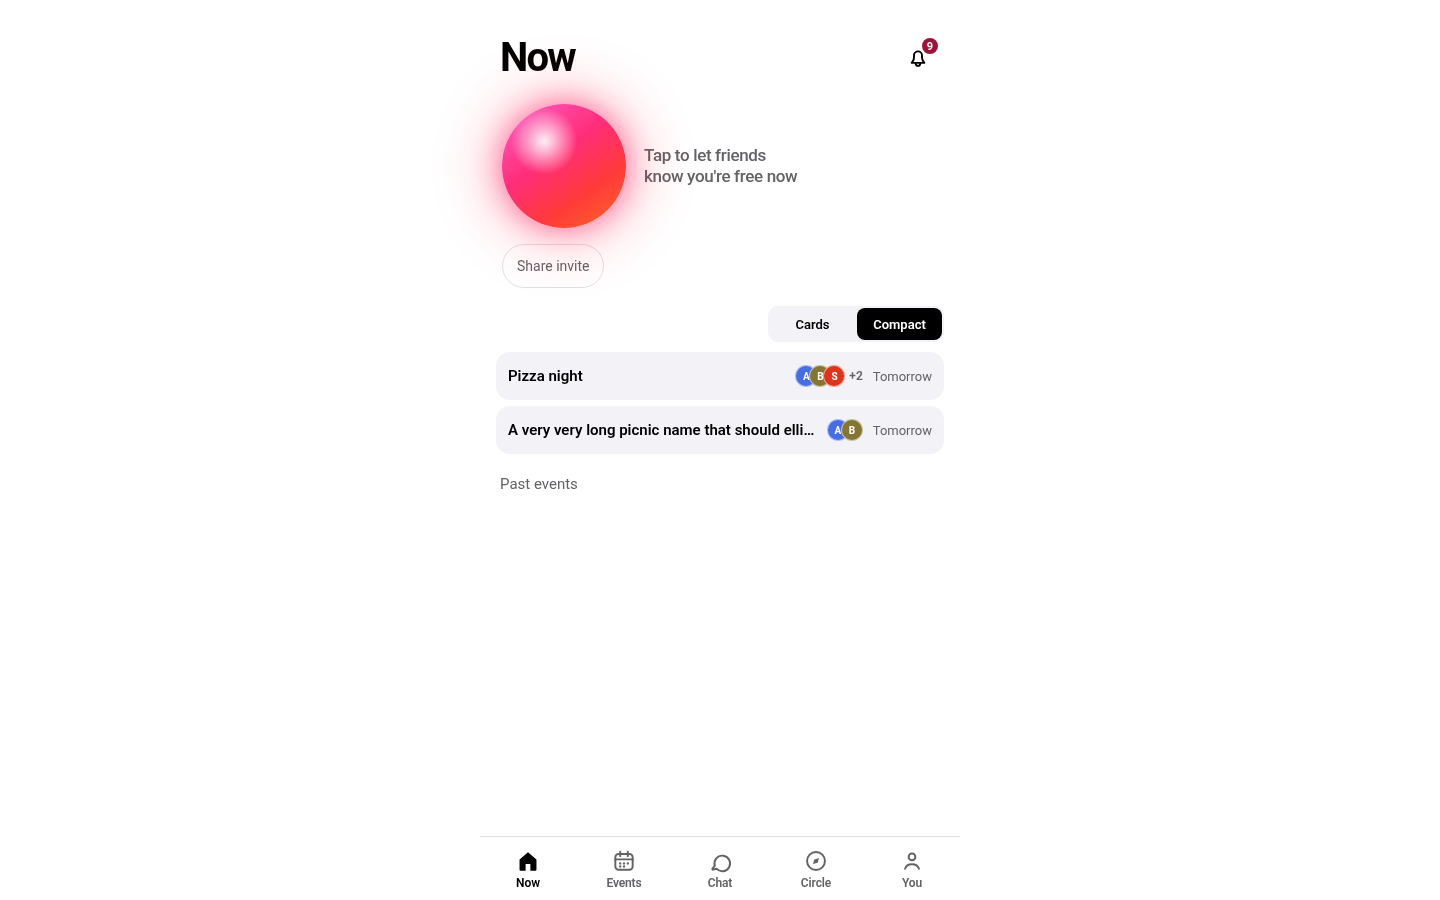 Now
9
Tap to let friends
know you're free now
Share invite
Cards Compact
Pizza night A B S +2 Tomorrow
A very very long picnic name that should elli... A B Tomorrow
Past events
Now Events Chat Circle You